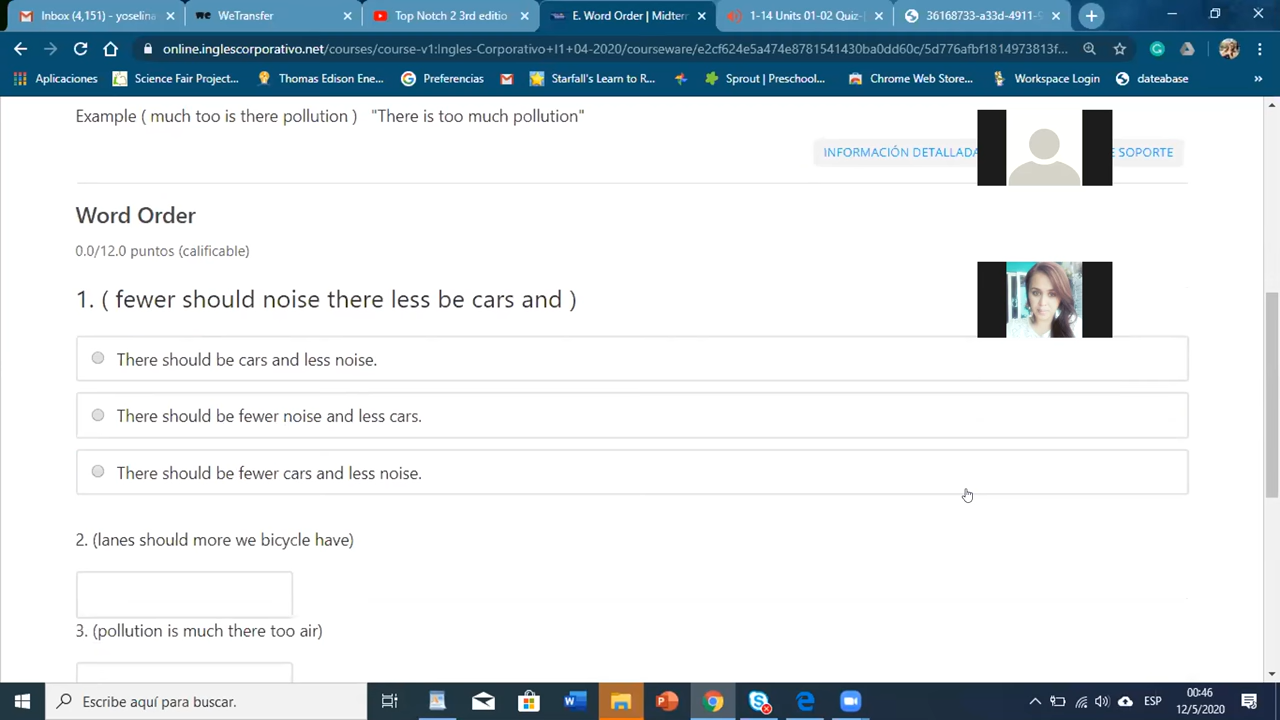 Inbox (4,151) - yoselina
WeTransfer
Top Notch 2 3rd editio
E. Word Order | Midterm
1-14 Units 01-02 Quiz-
36168733-a33d-4911-9
online.inglescorporativo.net/courses/course-v1:Ingles-Corporativo+I1+04-2020/courseware/e2cf624e5a474e8781541430ba0dd60c/5d776afbf1814973813f...
Aplicaciones
Science Fair Project...
Thomas Edison Ene...
Preferencias
Starfall's Learn to R...
Sprout | Preschool...
Chrome Web Store...
Workspace Login
dateabase
»
Example ( much too is there pollution ) "There is too much pollution"
INFORMACIÓN DETALLADA
E SOPORTE
Word Order
0.0/12.0 puntos (calificable)
1. ( fewer should noise there less be cars and )
There should be cars and less noise.
There should be fewer noise and less cars.
There should be fewer cars and less noise.
2. (lanes should more we bicycle have)
3. (pollution is much there too air)
Escribe aquí para buscar.
ESP
00:46
12/5/2020